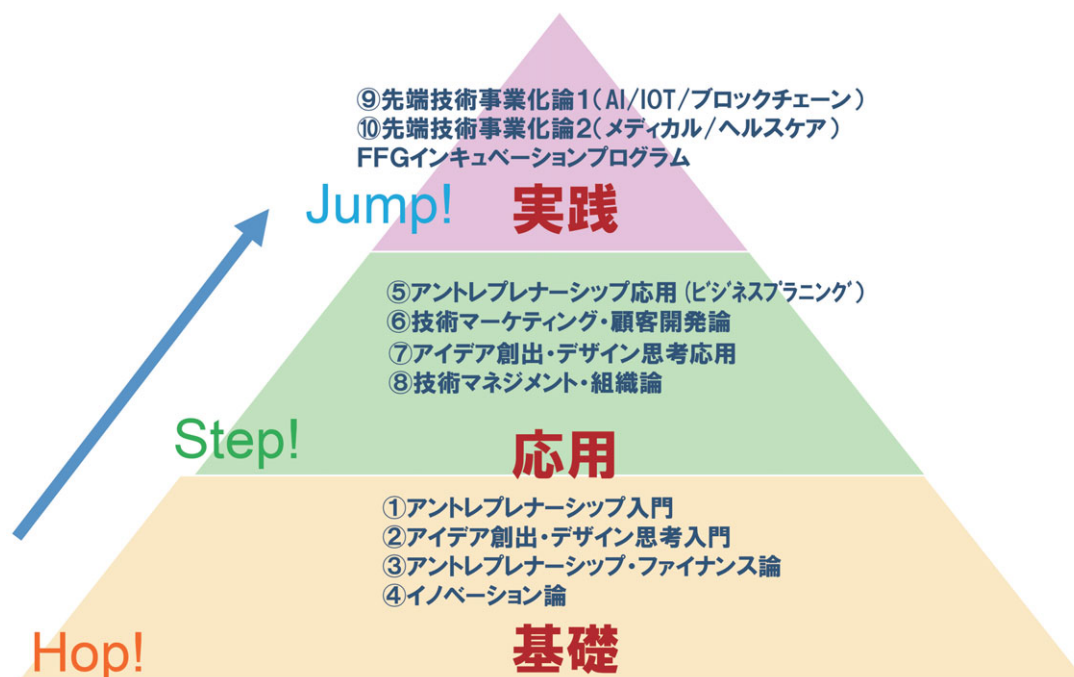 ⑨先端技術事業化論1(AI/IOT/ブロックチェーン)
⑩先端技術事業化論2(メディカル/ヘルスケア)
FFGインキュベーションプログラム
Jump!
実践
⑤アントレプレナーシップ応用(ビジネスプラニング)
⑥技術マーケティング・顧客開発論
⑦アイデア創出・デザイン思考応用
⑧技術マネジメント・組織論
Step!
応用
①アントレプレナーシップ入門
②アイデア創出・デザイン思考入門
③アントレプレナーシップ・ファイナンス論
④イノベーション論
Hop!
基礎